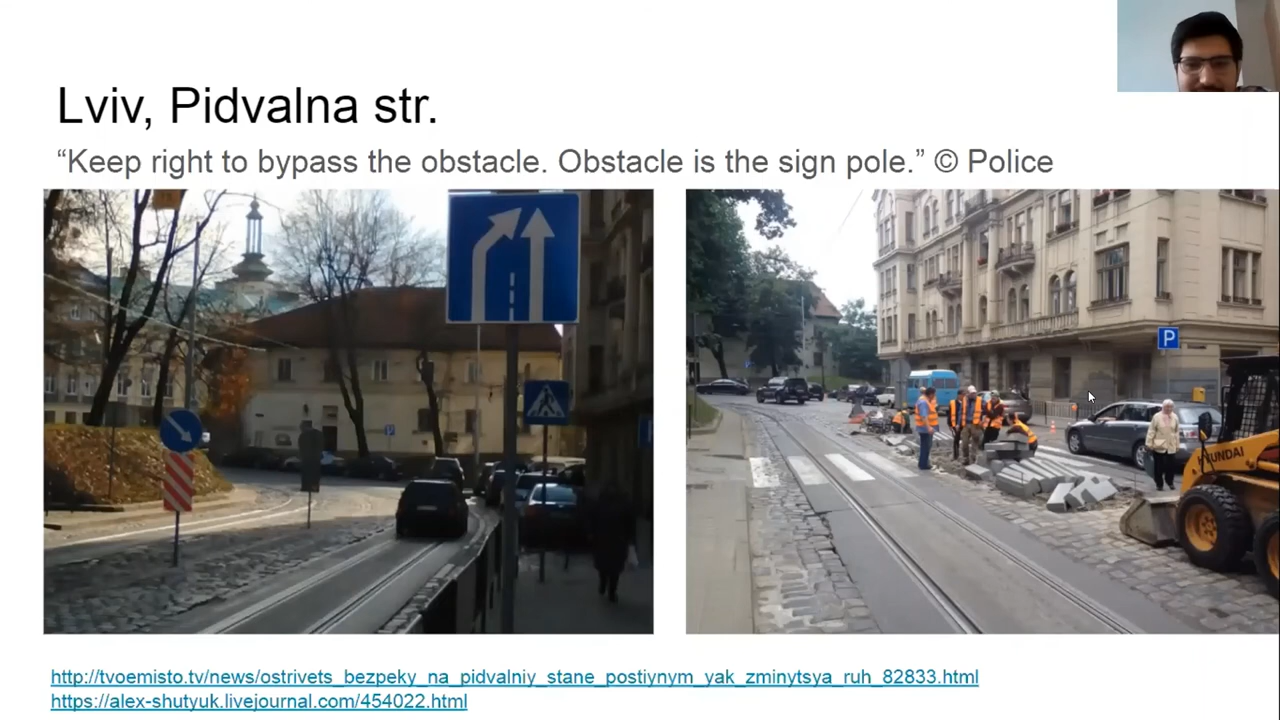 Lviv, Pidvalna str.
“Keep right to bypass the obstacle. Obstacle is the sign pole.” © Police
P
HYUNDAI
http://tvoemisto.tv/news/ostrivets_bezpeky_na_pidvalniy_stane_postiynym_yak_zminytsya_ruh_82833.html
https://alex-shutyuk.livejournal.com/454022.html